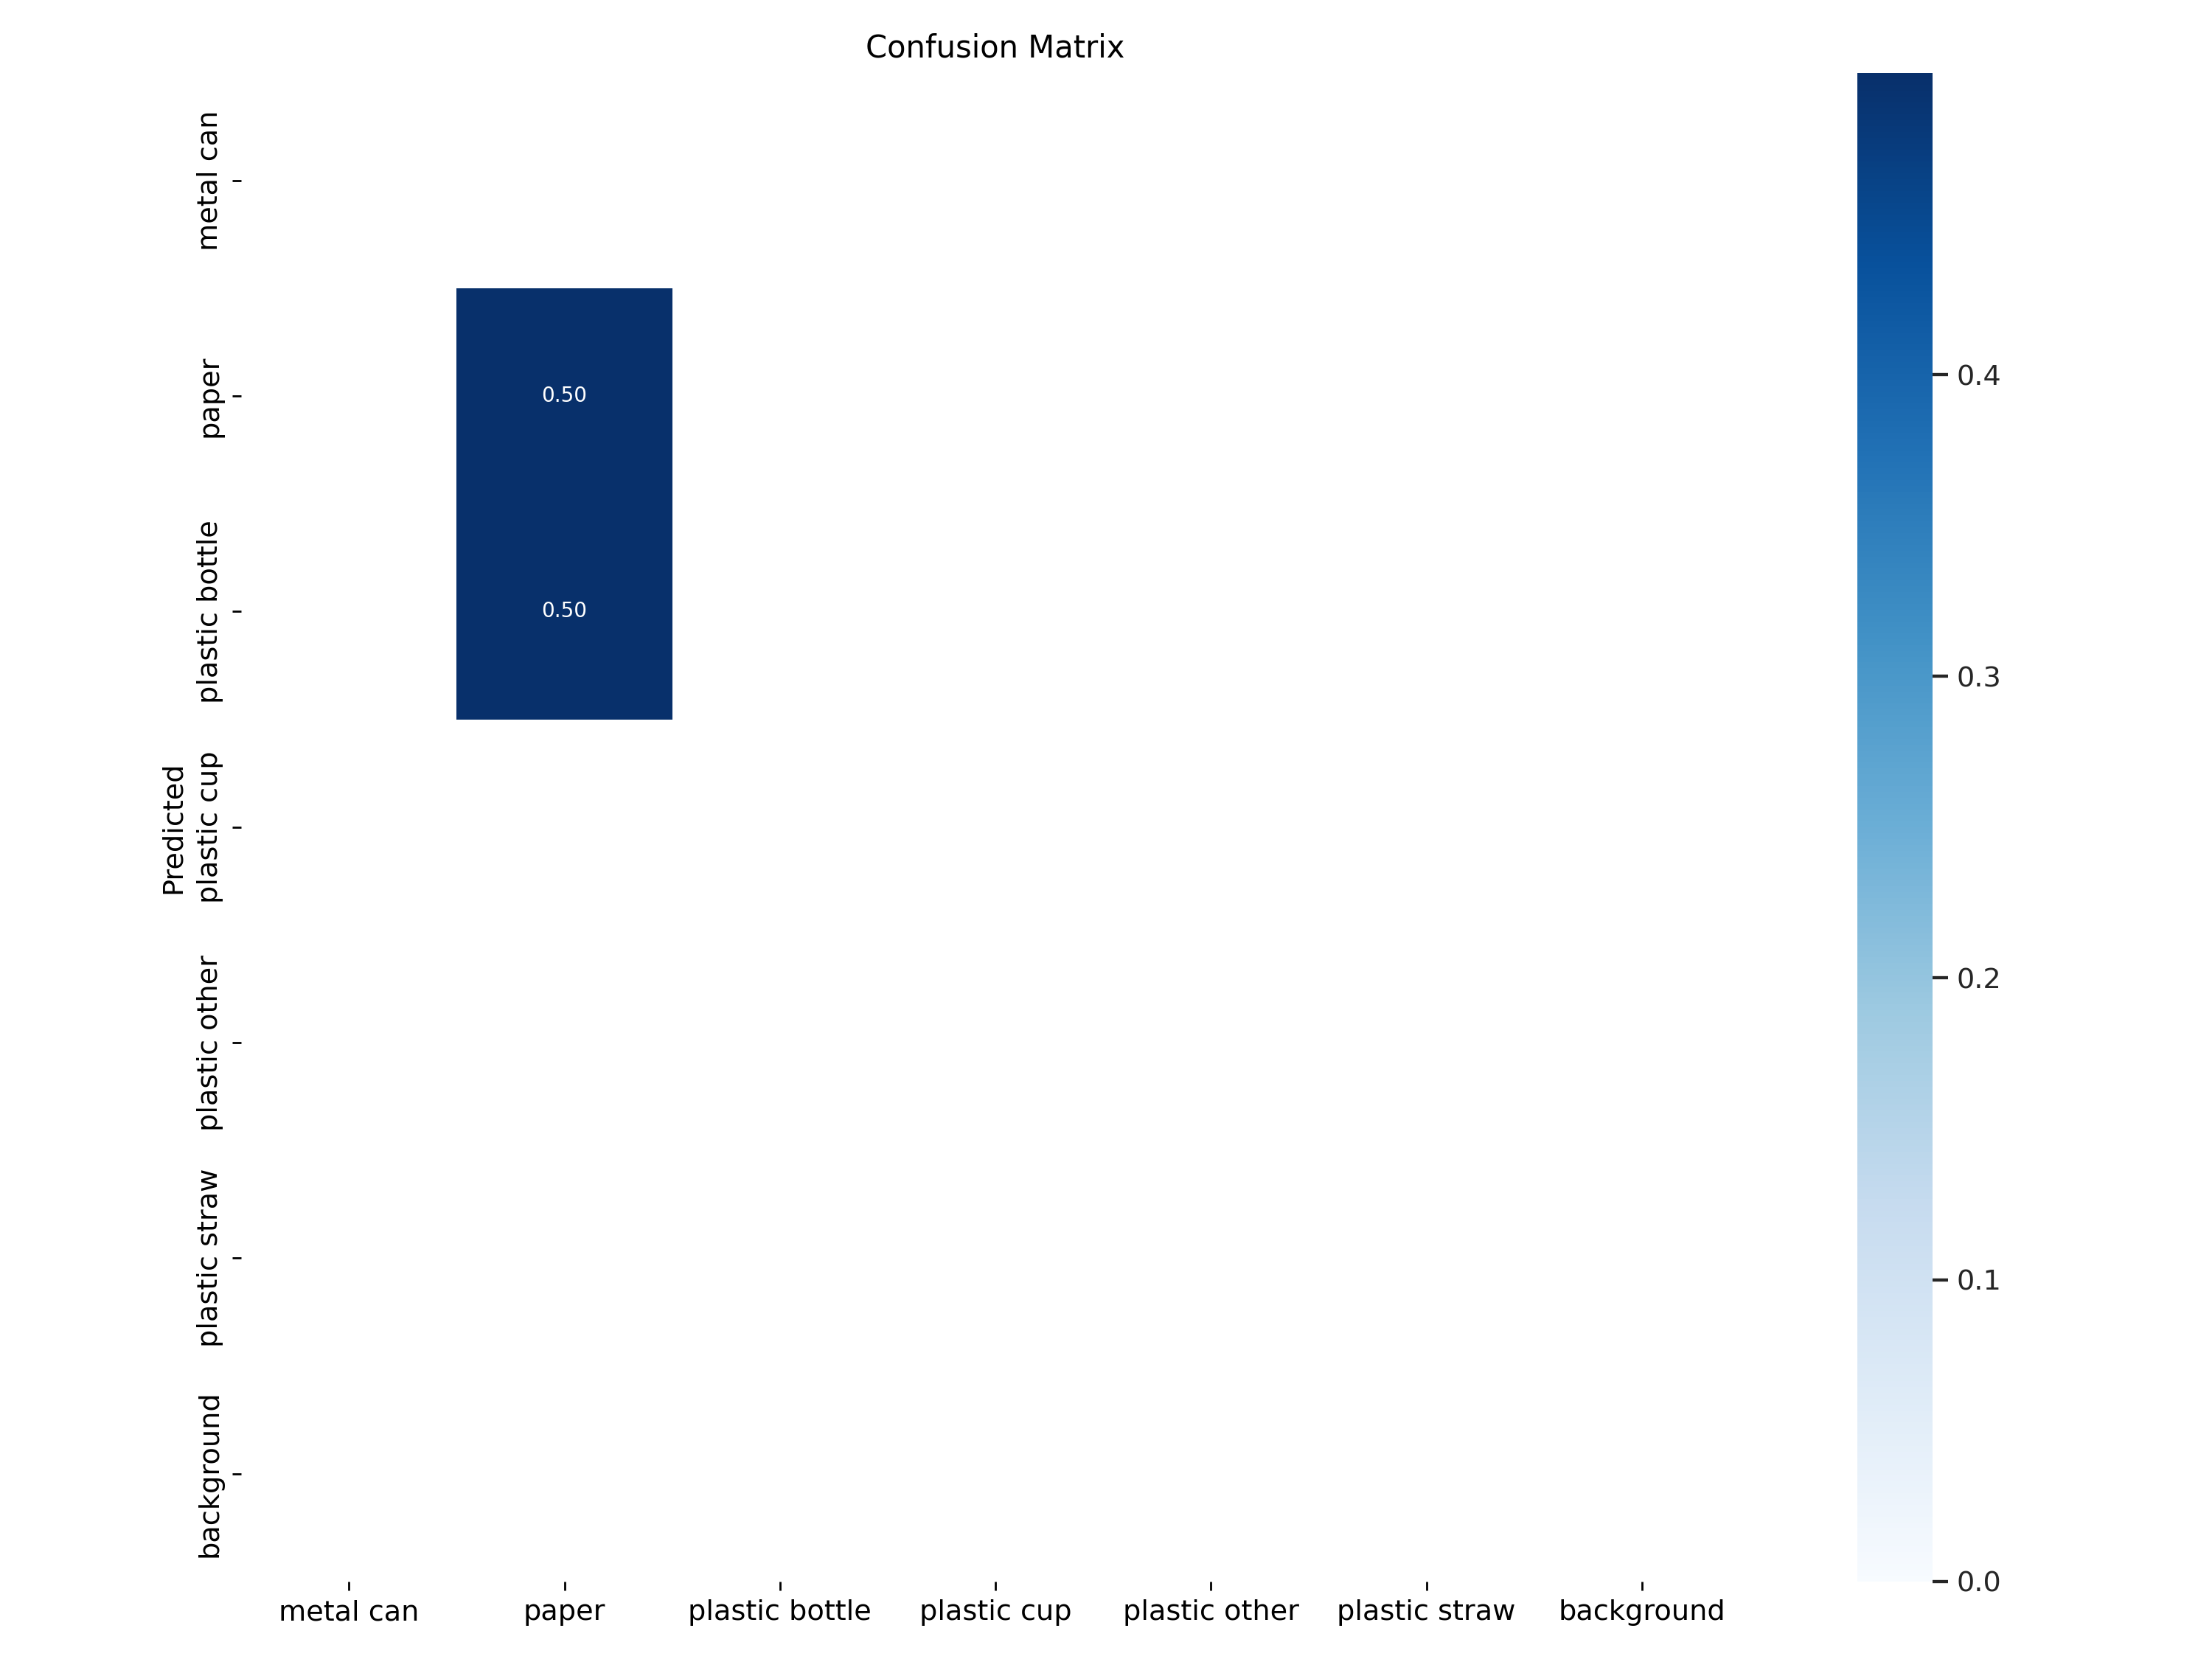 Confusion Matrix
Predicted
metal can
paper
plastic bottle
plastic cup
plastic other
plastic straw
background
0.50
0.50
metal can
paper
plastic bottle
plastic cup
plastic other
plastic straw
background
0.4
0.3
0.2
0.1
0.0